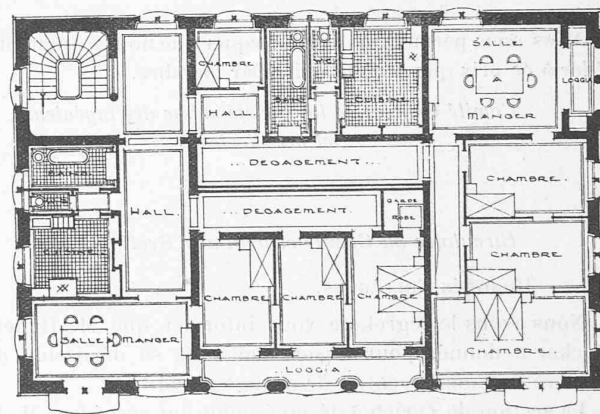 CHAMBRE
HALL
BAIN
W.C.
CUISINE
SALLE
MANGER
LOGGIA
BAINS
W.C.
CUISINE
HALL.
...DEGAGEMENT...
...DEGAGEMENT.
GARDE
ROBE
CHAMBRE.
CHAMBRE
CHAMBRE.
CHAMBRE
CHAMBRE
CHAMBRE
SALLE A MANGER
LOGGIA